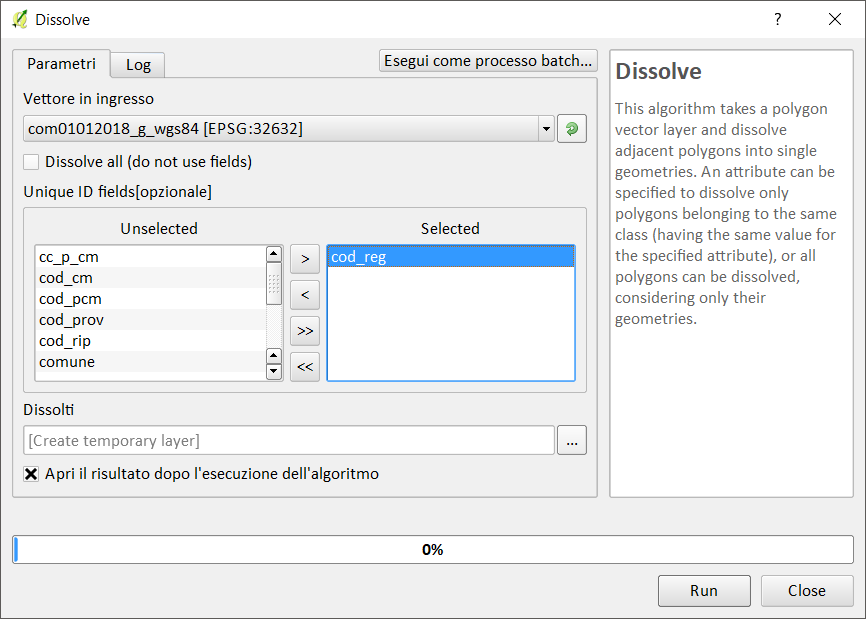 Dissolve
?
Parametri
Log
Esegui come processo batch...
Vettore in ingresso
com01012018_g_wgs84 [EPSG:32632]
Dissolve all (do not use fields)
Unique ID fields[opzionale]
Unselected
Selected
cc_p_cm
cod_cm
cod_pcm
cod_prov
cod_rip
comune
>
<
>>
<<
cod_reg
Dissolti
[Create temporary layer]
...
Apri il risultato dopo l'esecuzione dell'algoritmo
Dissolve
This algorithm takes a polygon
vector layer and dissolve
adjacent polygons into single
geometries. An attribute can be
specified to dissolve only
polygons belonging to the same
class (having the same value for
the specified attribute), or all
polygons can be dissolved,
considering only their
geometries.
0%
Run
Close